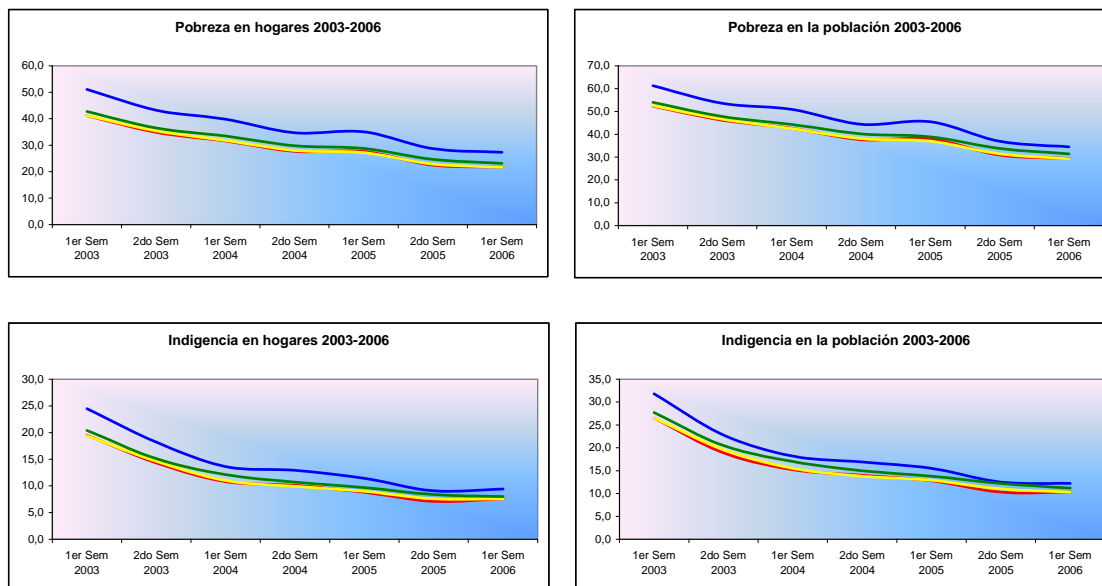 Pobreza en hogares 2003-2006
60,0
50,0
40,0
30,0
20,0
10,0
0,0
1er Sem 2do Sem 1er Sem 2do Sem 1er Sem 2do Sem 1er Sem
2003 2003 2004 2004 2005 2005 2006
Pobreza en la población 2003-2006
70,0
60,0
50,0
40,0
30,0
20,0
10,0
0,0
1er Sem 2do Sem 1er Sem 2do Sem 1er Sem 2do Sem 1er Sem
2003 2003 2004 2004 2005 2005 2006
Indigencia en hogares 2003-2006
30,0
25,0
20,0
15,0
10,0
5,0
0,0
1er Sem 2do Sem 1er Sem 2do Sem 1er Sem 2do Sem 1er Sem
2003 2003 2004 2004 2005 2005 2006
Indigencia en la población 2003-2006
35,0
30,0
25,0
20,0
15,0
10,0
5,0
0,0
1er Sem 2do Sem 1er Sem 2do Sem 1er Sem 2do Sem 1er Sem
2003 2003 2004 2004 2005 2005 2006